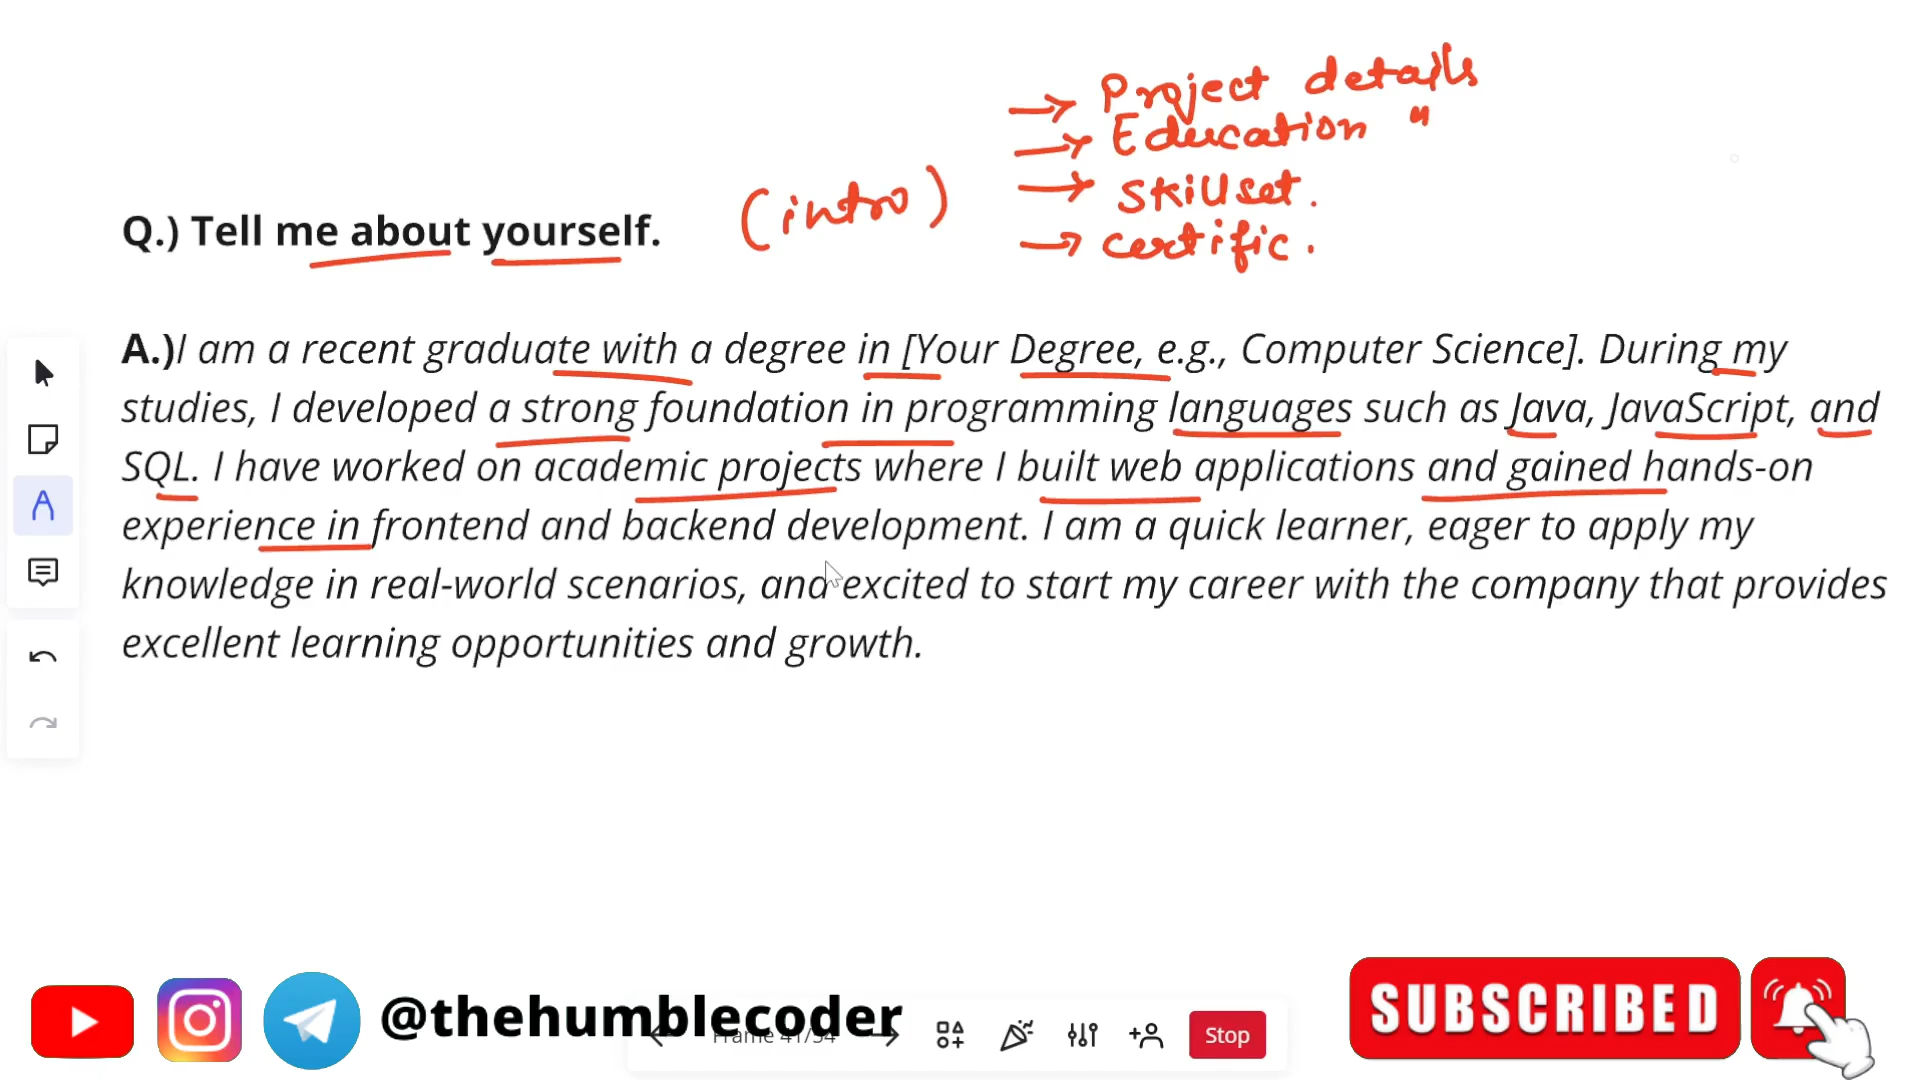 → Project details
→ Education "
→ Skillset.
→ certific.
Q.) Tell me about yourself. (intro)
A.)I am a recent graduate with a degree in [Your Degree, e.g., Computer Science]. During my
studies, I developed a strong foundation in programming languages such as Java, JavaScript, and
SQL. I have worked on academic projects where I built web applications and gained hands-on
experience in frontend and backend development. I am a quick learner, eager to apply my
knowledge in real-world scenarios, and excited to start my career with the company that provides
excellent learning opportunities and growth.
@thehumblecoder
Stop
SUBSCRIBED